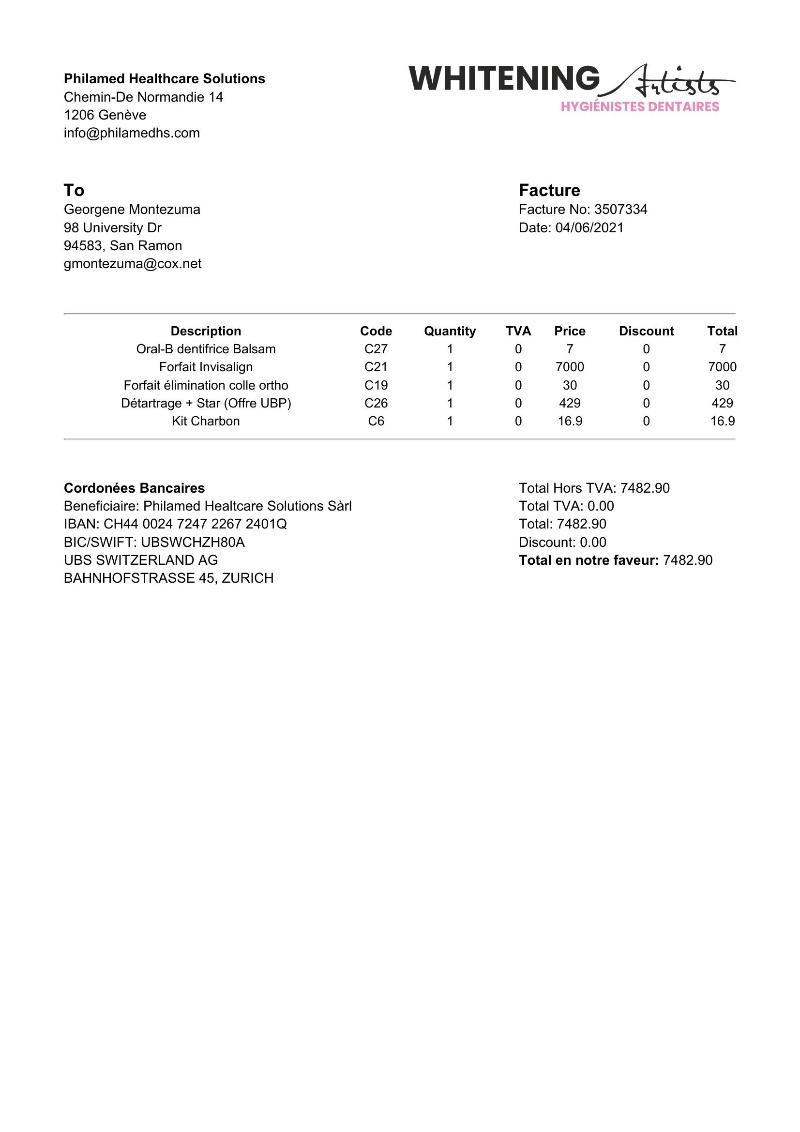 Philamed Healthcare Solutions
Chemin-De Normandie 14
1206 Genève
info@philamedhs.com
WHITENING Artists
HYGIÉNISTES DENTAIRES
To
Georgene Montezuma
98 University Dr
94583, San Ramon
gmontezuma@cox.net
Facture
Facture No: 3507334
Date: 04/06/2021
Description Code Quantity TVA Price Discount Total
Oral-B dentifrice Balsam C27 1 0 7 0 7
Forfait Invisalign C21 1 0 7000 0 7000
Forfait élimination colle ortho C19 1 0 30 0 30
Détartrage + Star (Offre UBP) C26 1 0 429 0 429
Kit Charbon C6 1 0 16.9 0 16.9
Cordonées Bancaires
Beneficiaire: Philamed Healtcare Solutions Sàrl
IBAN: CH44 0024 7247 2267 2401Q
BIC/SWIFT: UBSWCHZH80A
UBS SWITZERLAND AG
BAHNHOFSTRASSE 45, ZURICH
Total Hors TVA: 7482.90
Total TVA: 0.00
Total: 7482.90
Discount: 0.00
Total en notre faveur: 7482.90